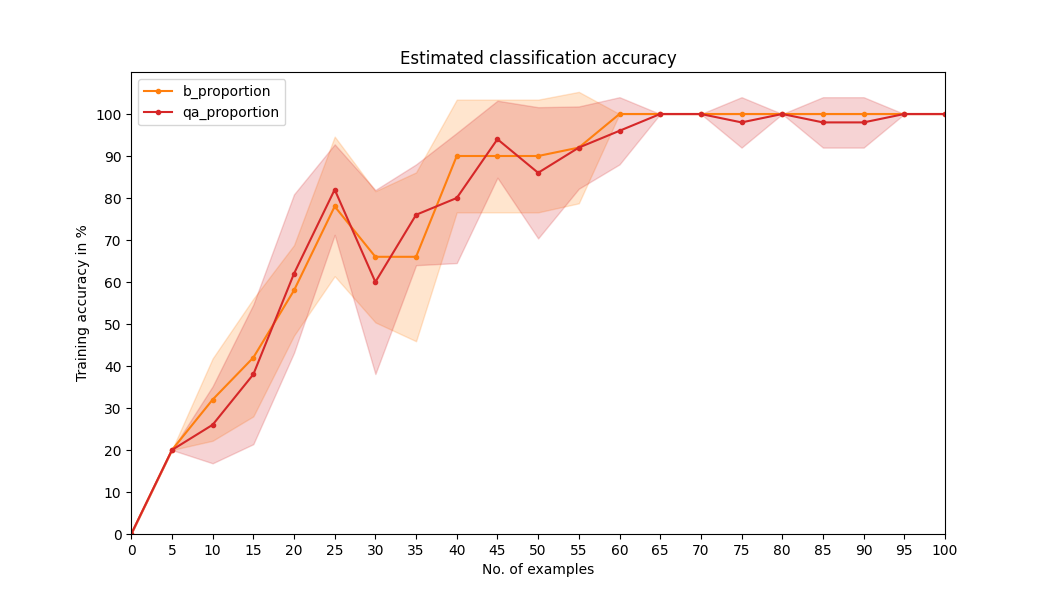 Estimated classification accuracy
b_proportion
qa_proportion
Training accuracy in %
100
90
80
70
60
50
40
30
20
10
0
0 5 10 15 20 25 30 35 40 45 50 55 60 65 70 75 80 85 90 95 100
No. of examples